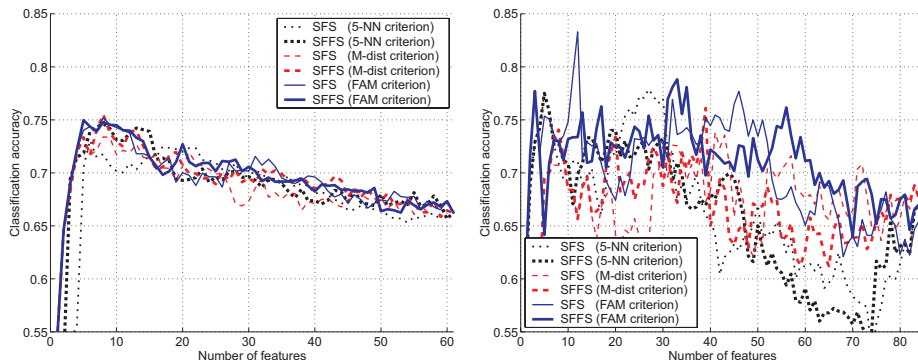 0.85
0.8
0.75
0.7
0.65
0.6
0.55
0 10 20 30 40 50 60
Classification accuracy
Number of features
SFS (5-NN criterion)
SFFS (5-NN criterion)
SFS (M-dist criterion)
SFFS (M-dist criterion)
SFS (FAM criterion)
SFFS (FAM criterion)
0.85
0.8
0.75
0.7
0.65
0.6
0.55
0 10 20 30 40 50 60 70 80
Classification accuracy
Number of features
SFS (5-NN criterion)
SFFS (5-NN criterion)
SFS (M-dist criterion)
SFFS (M-dist criterion)
SFS (FAM criterion)
SFFS (FAM criterion)